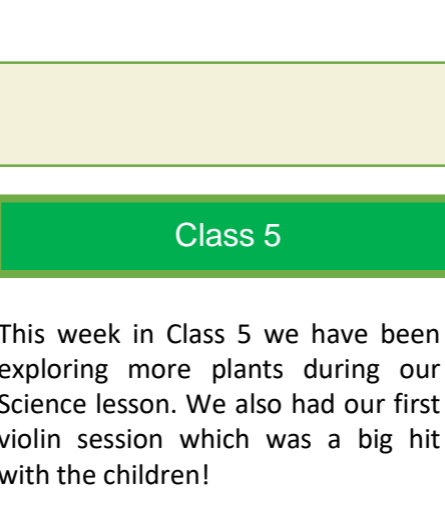 Class 5
This week in Class 5 we have been
exploring more plants during our
Science lesson. We also had our first
violin session which was a big hit
with the children!